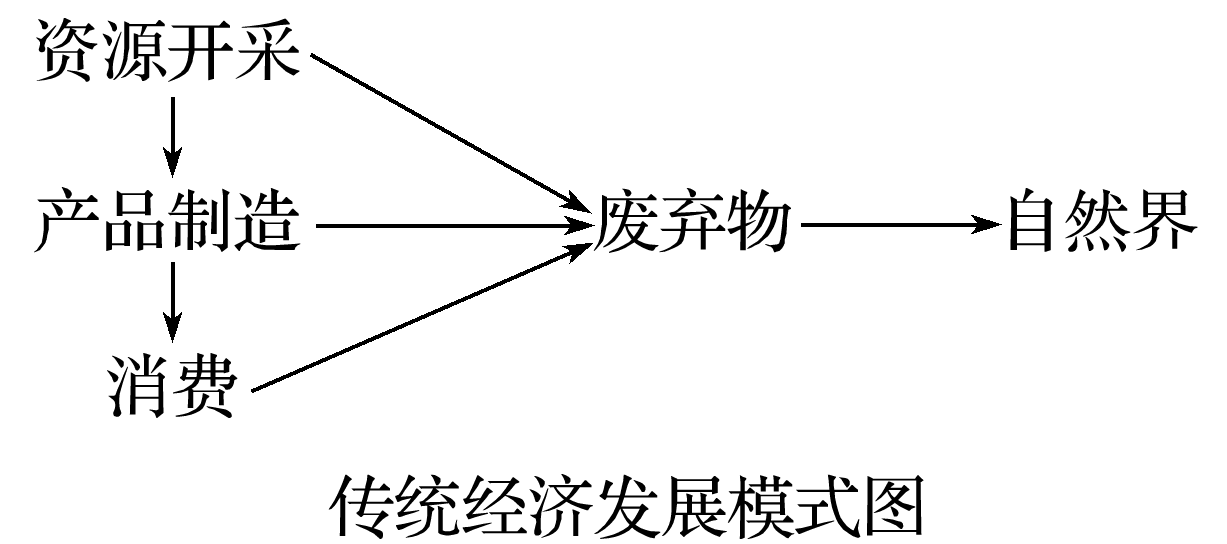 资源开采
产品制造
废弃物
自然界
消费
传统经济发展模式图